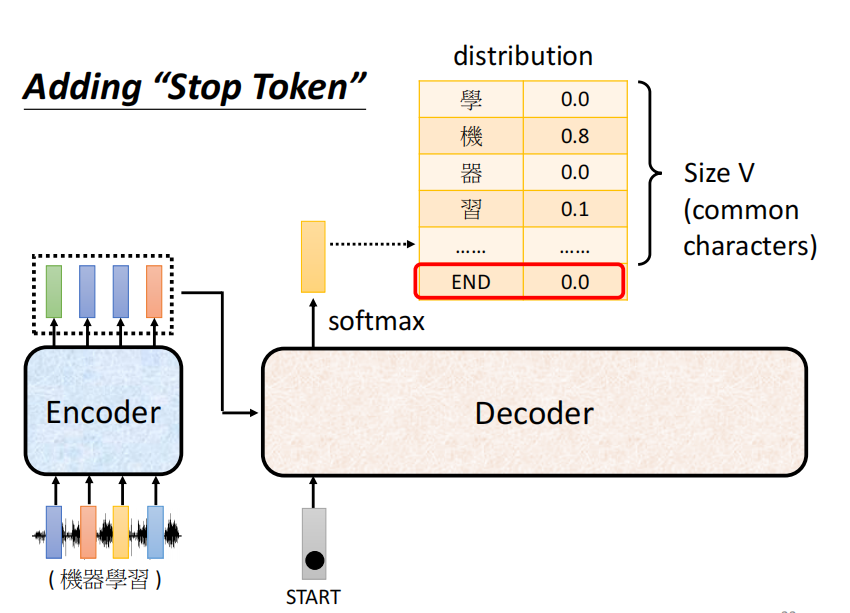 Adding “Stop Token”
distribution
學 0.0
機 0.8
器 0.0
習 0.1
...... ......
END 0.0
Size V
(common
characters)
softmax
Encoder
Decoder
( 機器學習 )
START